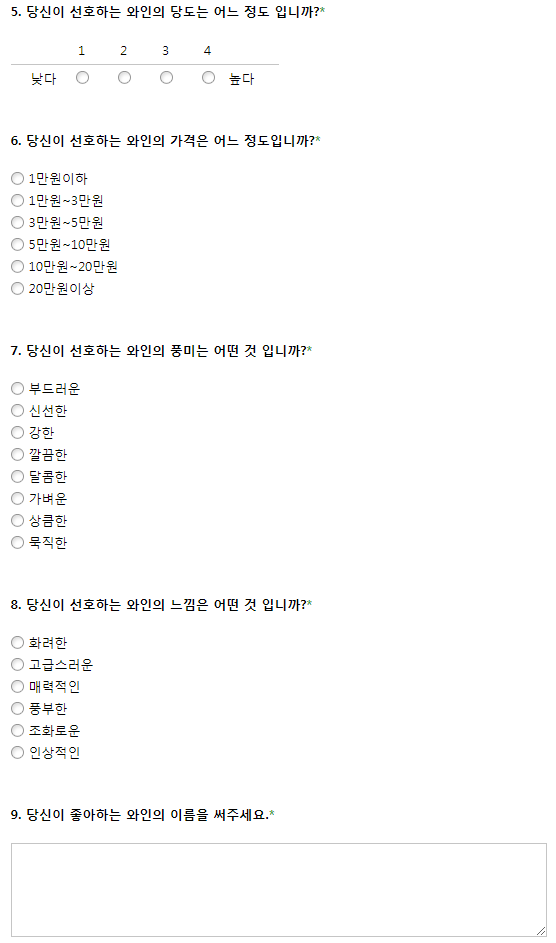 5. 당신이 선호하는 와인의 당도는 어느 정도 입니까?*
1 2 3 4
낮다 높다
6. 당신이 선호하는 와인의 가격은 어느 정도입니까?*
1만원이하
1만원~3만원
3만원~5만원
5만원~10만원
10만원~20만원
20만원이상
7. 당신이 선호하는 와인의 풍미는 어떤 것 입니까?*
부드러운
신선한
강한
깔끔한
달콤한
가벼운
상큼한
묵직한
8. 당신이 선호하는 와인의 느낌은 어떤 것 입니까?*
화려한
고급스러운
매력적인
풍부한
조화로운
인상적인
9. 당신이 좋아하는 와인의 이름을 써주세요.*